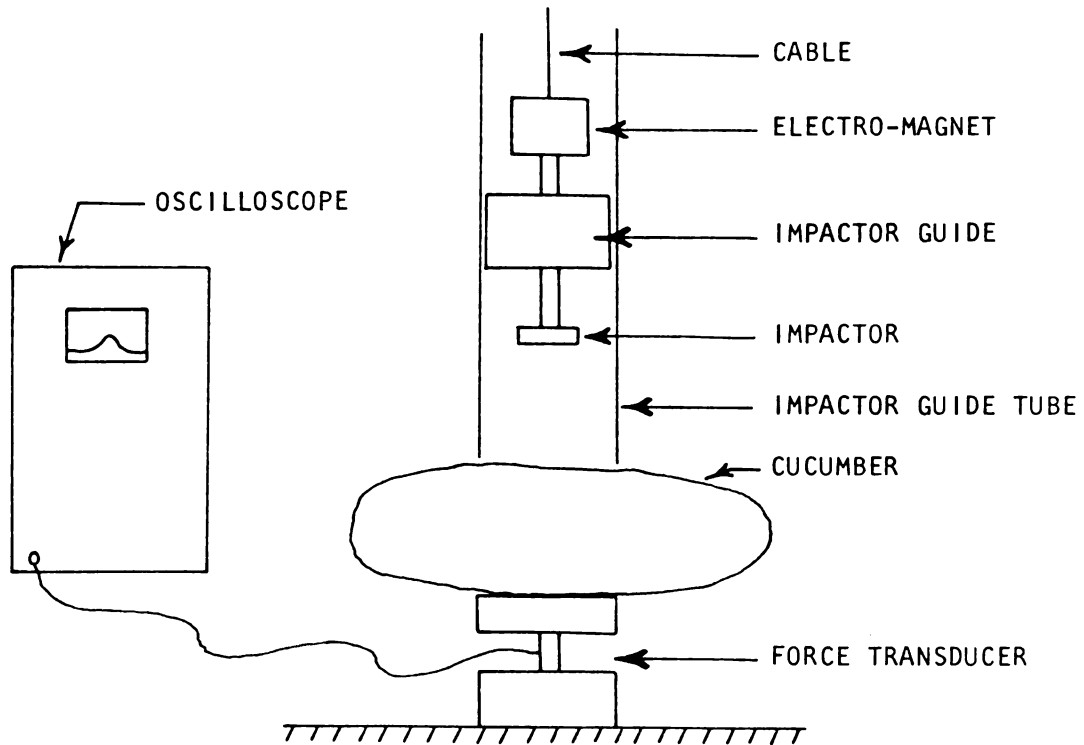 CABLE
ELECTRO-MAGNET
OSCILLOSCOPE
IMPACTOR GUIDE
IMPACTOR
IMPACTOR GUIDE TUBE
CUCUMBER
FORCE TRANSDUCER